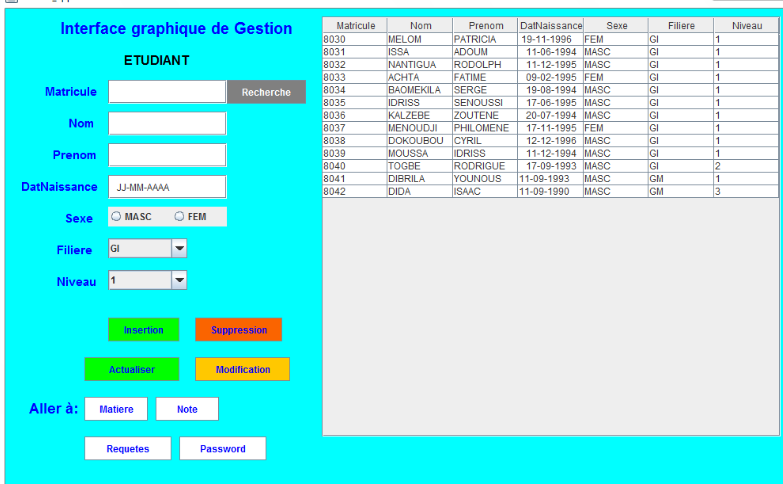 Interface graphique de Gestion
ETUDIANT
Matricule Recherche
Nom
Prenom
DatNaissance JJ-MM-AAAA
Sexe MASC FEM
Filiere GI
Niveau 1
Insertion Suppression
Actualiser Modification
Aller à: Matiere Note
Requetes Password
Matricule Nom Prenom DatNaissance Sexe Filiere Niveau
8030 MELOM PATRICIA 19-11-1996 FEM GI 1
8031 ISSA ADOUM 11-06-1994 MASC GI 1
8032 NANTIGUA RODOLPH 11-12-1995 MASC GI 1
8033 ACHTA FATIME 09-02-1995 FEM GI 1
8034 BAOMEKILA SERGE 19-08-1994 MASC GI 1
8035 IDRISS SENOUSSI 17-06-1995 MASC GI 1
8036 KALZEBE ZOUTENE 20-07-1994 MASC GI 1
8037 MENOUDJI PHILOMENE 17-11-1995 FEM GI 1
8038 DOKOUBOU CYRIL 12-12-1996 MASC GI 1
8039 MOUSSA IDRISS 11-12-1994 MASC GI 1
8040 TOGBE RODRIGUE 17-09-1993 MASC GI 2
8041 DIBRILA YOUNOUS 11-09-1993 MASC GM 1
8042 DIDA ISAAC 11-09-1990 MASC GM 3